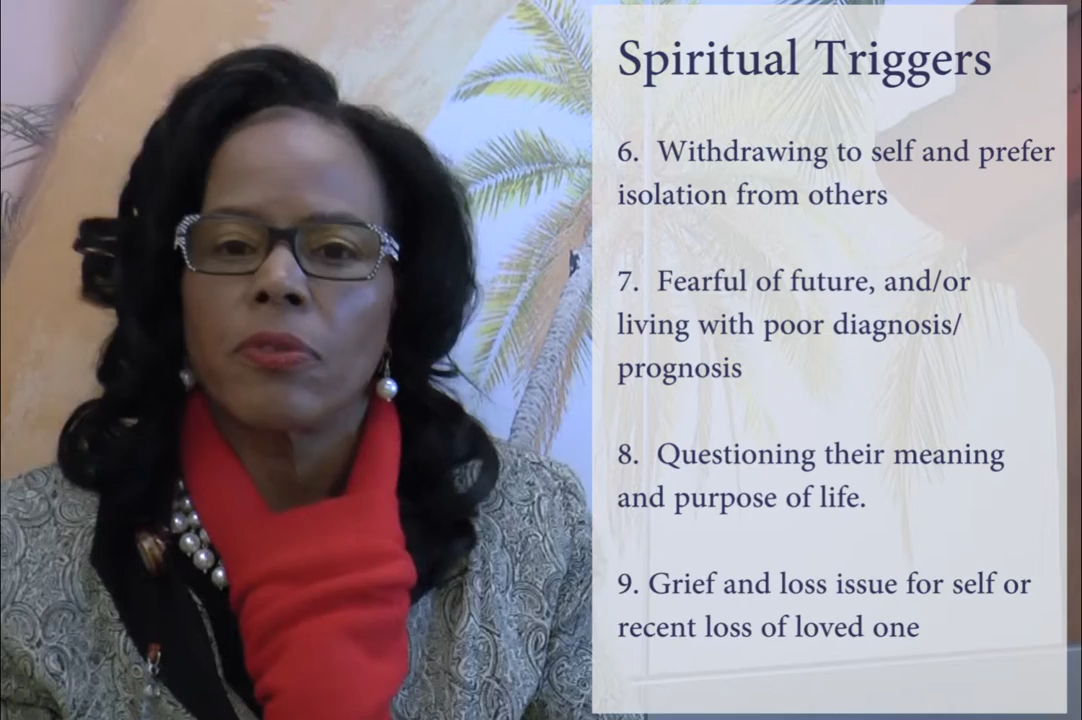 Spiritual Triggers
6. Withdrawing to self and prefer
isolation from others
7. Fearful of future, and/or
living with poor diagnosis/
prognosis
8. Questioning their meaning
and purpose of life.
9. Grief and loss issue for self or
recent loss of loved one